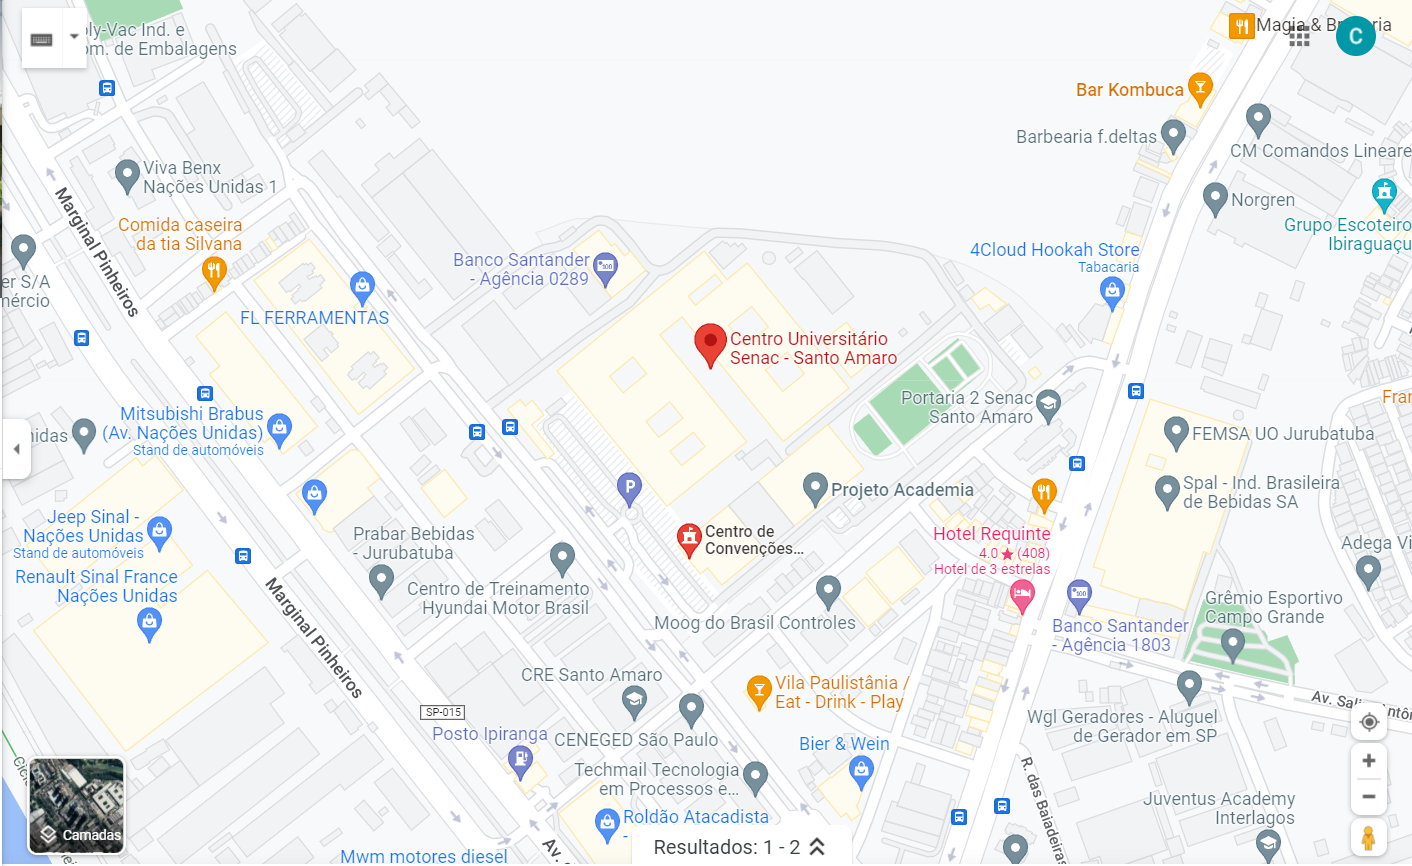 oly-Vac Ind. e
om. de Embalagens
Magia &
C
Bar Kombuca
Barbearia f.deltas
CM Comandos Lineare
Viva Benx
Nações Unidas 1
Marginal Pinheiros
Norgren
Comida caseira
da tia Silvana
Grupo Escoteiro
Ibiraguaçu
4Cloud Hookah Store
Tabacaria
Banco Santander
- Agência 0289
100
er S/A
mércio
FL FERRAMENTAS
Centro Universitário
Senac - Santo Amaro
Portaria 2 Senac
Santo Amaro
Fran
Mitsubishi Brabus
(Av. Nações Unidas)
Stand de automóveis
nidas
FEMSA UO Jurubatuba
Spal - Ind. Brasileira
de Bebidas SA
P
Projeto Academia
Jeep Sinal -
Nações Unidas
Stand de automóveis
Centro de
Convenções...
Prabar Bebidas
- Jurubatuba
Hotel Requinte
4.0 ★ (408)
Hotel de 3 estrelas
Adega Vi
Renault Sinal France
Nações Unidas
Centro de Treinamento
Hyundai Motor Brasil
Marginal Pinheiros
Moog do Brasil Controles
100
Banco Santander
- Agência 1803
Grêmio Esportivo
Campo Grande
CRE Santo Amaro
Vila Paulistânia /
Eat - Drink - Play
SP-015
Av.
Wgl Geradores - Aluguel
de Gerador em SP
Posto Ipiranga
CENEGED São Paulo
Bier & Wein
Techmail Tecnologia
em Processos e...
R. das Baiadeiras
Juventus Academy
Interlagos
Roldão Atacadista
-
Camadas
Resultados: 1 - 2
Mwm motores diesel
Av.